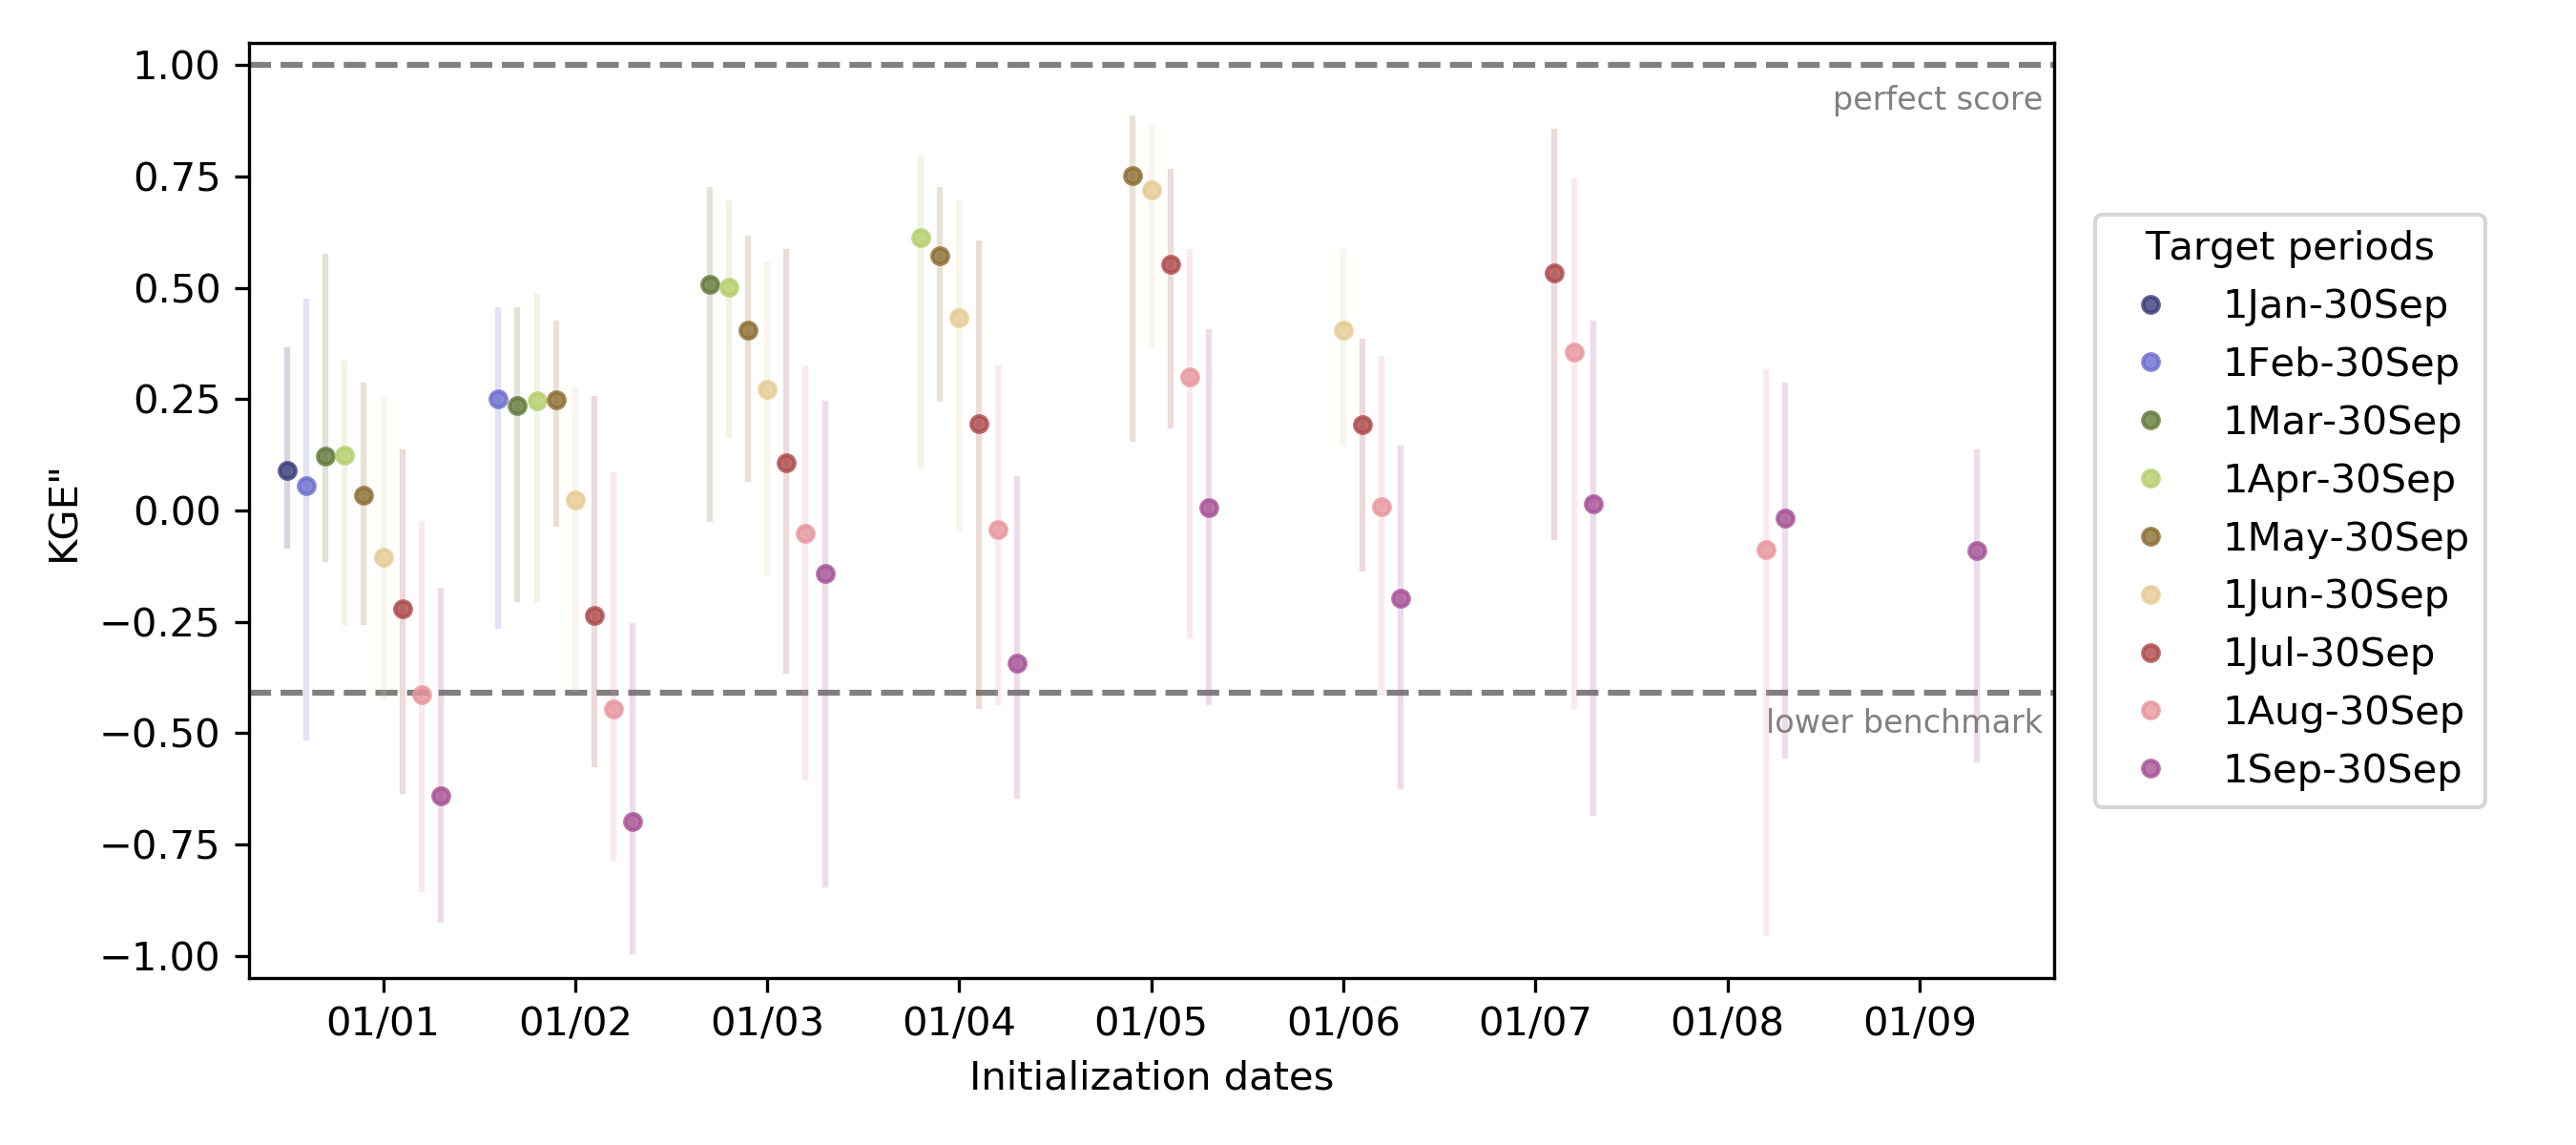 1.00
0.75
0.50
0.25
0.00
−0.25
−0.50
−0.75
−1.00
KGE"
perfect score
lower benchmark
01/01 01/02 01/03 01/04 01/05 01/06 01/07 01/08 01/09
Initialization dates
Target periods
1Jan-30Sep
1Feb-30Sep
1Mar-30Sep
1Apr-30Sep
1May-30Sep
1Jun-30Sep
1Jul-30Sep
1Aug-30Sep
1Sep-30Sep